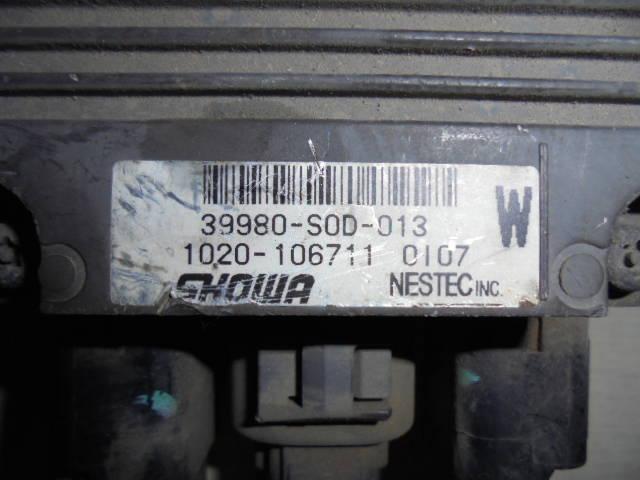 39980-S0D-013
W
1020-106711 0107
SHOWA NESTEC INC.